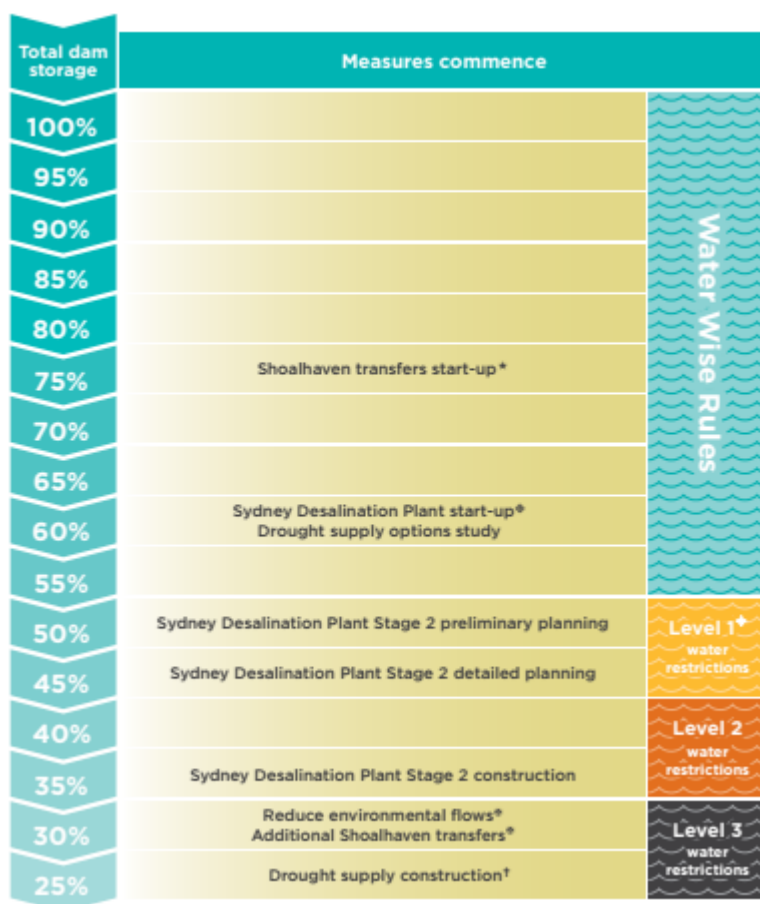 Total dam
storage
Measures commence
100%
95%
90%
85%
80%
75%
Shoalhaven transfers start-up*
70%
65%
60%
Sydney Desalination Plant start-up❖
Drought supply options study
55%
Water Wise Rules
50%
Sydney Desalination Plant Stage 2 preliminary planning
45%
Sydney Desalination Plant Stage 2 detailed planning
Level 1✦
water
restrictions
40%
35%
Sydney Desalination Plant Stage 2 construction
Level 2
water
restrictions
30%
Reduce environmental flows❖
Additional Shoalhaven transfers❖
25%
Drought supply construction†
Level 3
water
restrictions